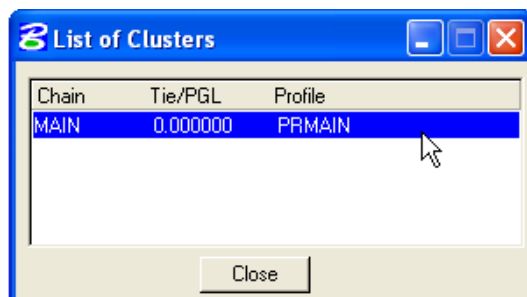 List of Clusters
Chain Tie/PGL Profile
MAIN 0.000000 PRMAIN
Close